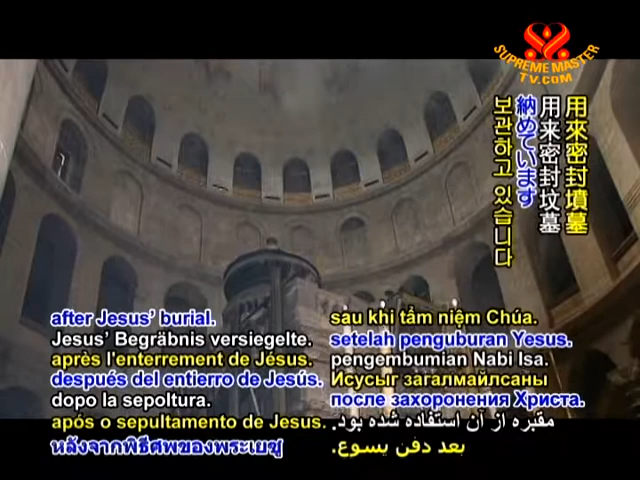 SUPREME MASTER
TV.COM
用來密封墳墓
用来密封坟墓
納めています
보관하고 있습니다
after Jesus' burial.
Jesus' Begräbnis versiegelte.
après l'enterrement de Jésus.
después del entierro de Jesús.
dopo la sepoltura.
após o sepultamento de Jesus.
หลังจากพิธีศพของพระเยซู
sau khi tẩm niệm Chúa.
setelah penguburan Yesus.
pengembumian Nabi Isa.
Исусыг загалмайлсаны
после захоронения Христа.
مقبره از آن استفاده شده بود.
بعد دفن يسوع.